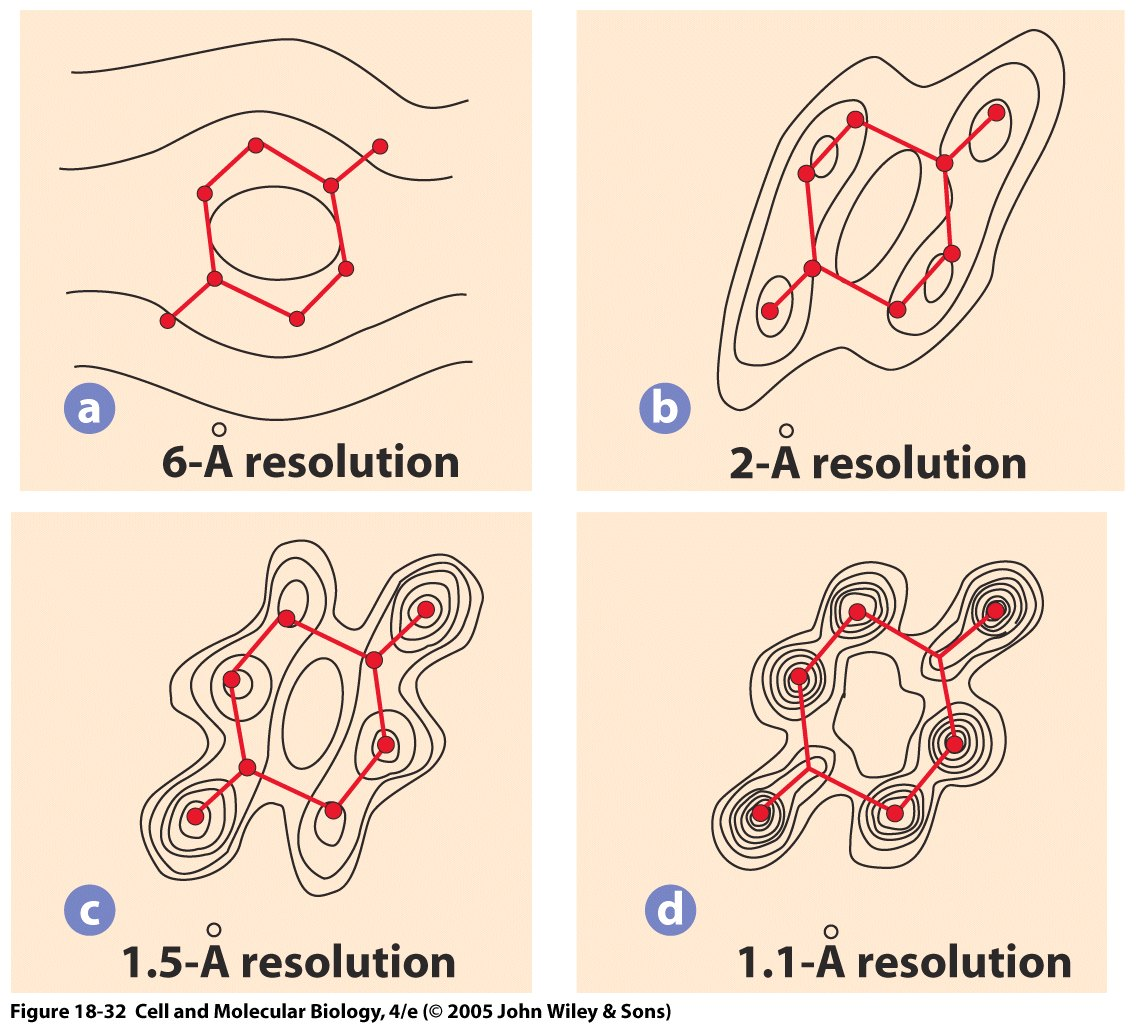 a
6-Å resolution
b
2-Å resolution
c
1.5-Å resolution
d
1.1-Å resolution
Figure 18-32 Cell and Molecular Biology, 4/e (© 2005 John Wiley & Sons)